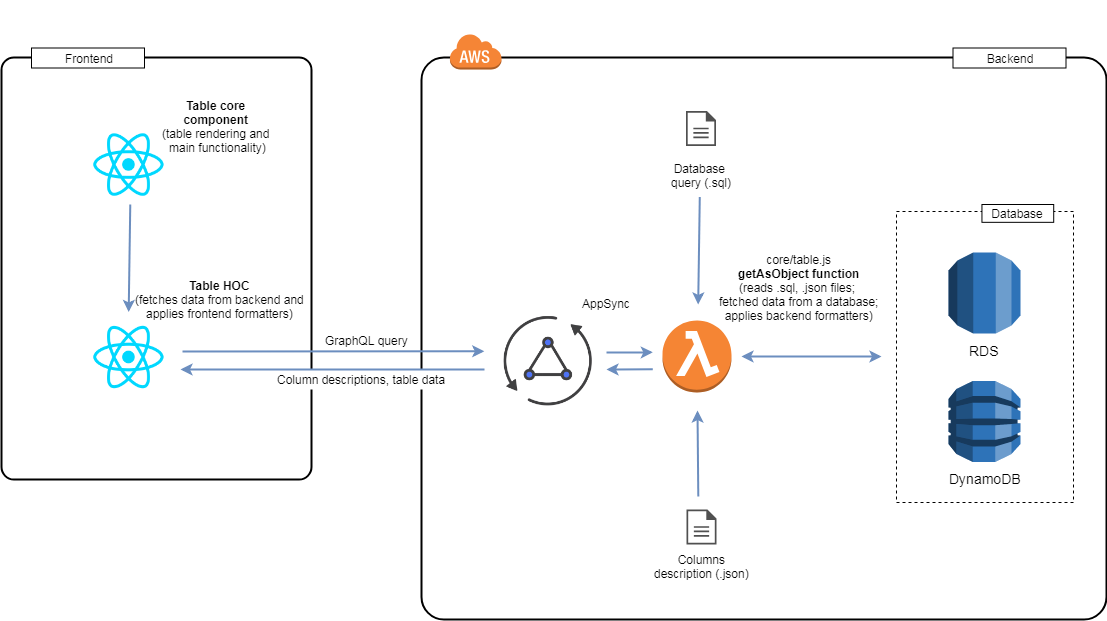 Frontend
AWS
Backend
Table core
component
(table rendering and
main functionality)
Table HOC
(fetches data from backend and
applies frontend formatters)
GraphQL query
Column descriptions, table data
AppSync
Database
query (.sql)
core/table.js
getAsObject function
(reads .sql, .json files;
fetched data from a database;
applies backend formatters)
Columns
description (.json)
Database
RDS
DynamoDB